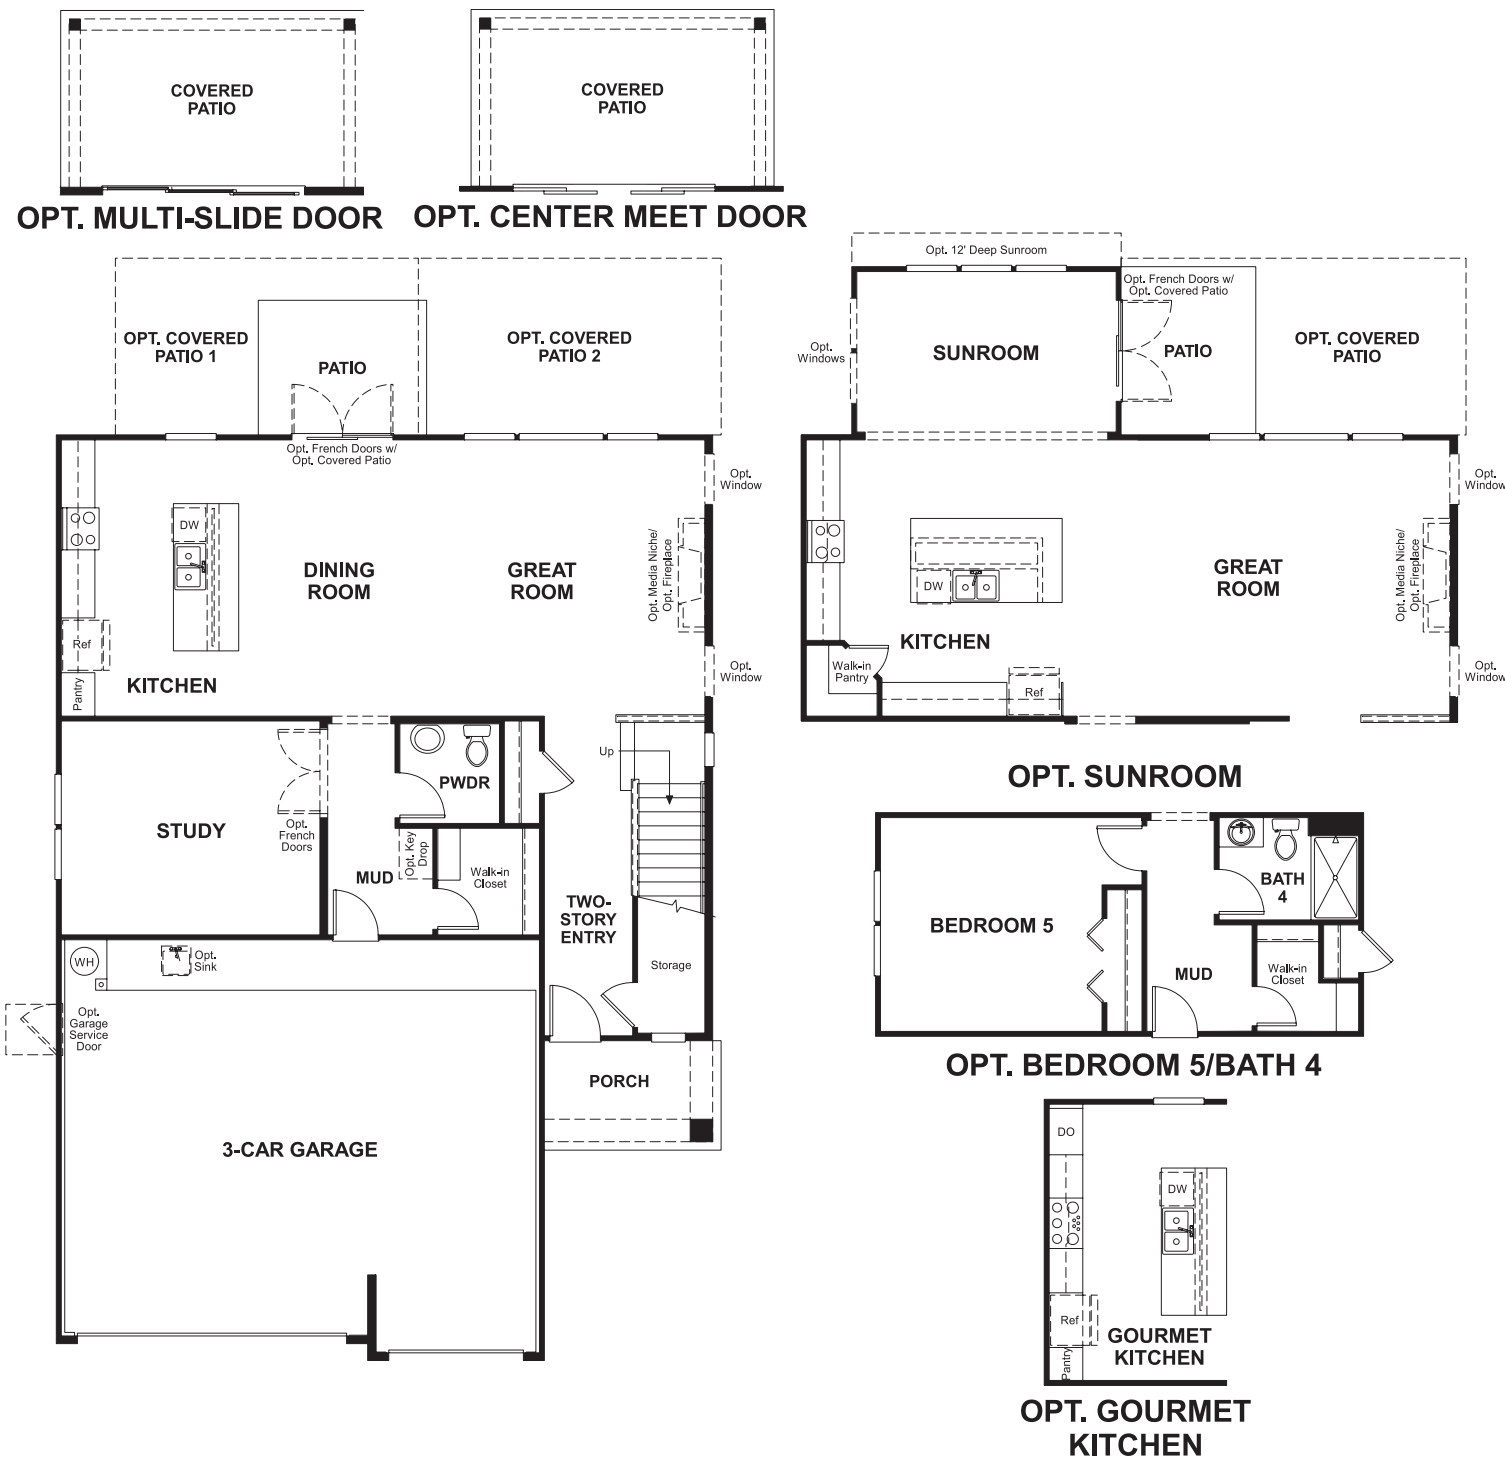 COVERED
PATIO
OPT. MULTI-SLIDE DOOR
COVERED
PATIO
OPT. CENTER MEET DOOR
OPT. COVERED
PATIO 1
PATIO
OPT. COVERED
PATIO 2
Opt. French Doors w/
Opt. Covered Patio
Opt.
Window
DW
DINING
ROOM
GREAT
ROOM
Opt. Media Niche/
Opt. Fireplace
Ref
Pantry
KITCHEN
Opt.
Window
Up
PWDR
STUDY
Opt.
French
Doors
Opt. Key
Drop
MUD
Walk-in
Closet
TWO-
STORY
ENTRY
WH
Opt.
Sink
Storage
Opt.
Garage
Service
Door
PORCH
3-CAR GARAGE
Opt. 12' Deep Sunroom
Opt. French Doors w/
Opt. Covered Patio
Opt.
Windows
SUNROOM
PATIO
OPT. COVERED
PATIO
Opt.
Window
DW
GREAT
ROOM
Opt. Media Niche/
Opt. Fireplace
KITCHEN
Walk-in
Pantry
Ref
Opt.
Window
OPT. SUNROOM
BATH
4
BEDROOM 5
MUD
Walk-in
Closet
OPT. BEDROOM 5/BATH 4
DO
DW
Ref
Pantry
GOURMET
KITCHEN
OPT. GOURMET
KITCHEN